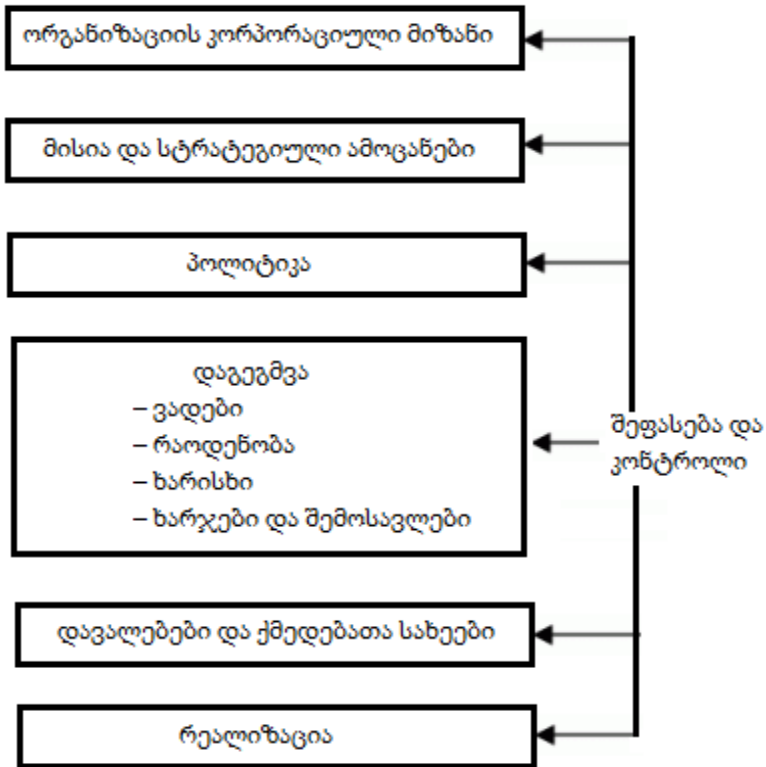 ორგანიზაციის კორპორაციული მიზანი
მისია და სტრატეგიული ამოცანები
პოლიტიკა
დაგეგმვა
– ვადები
– რაოდენობა
– ხარისხი
– ხარჯები და შემოსავლები
შეფასება და
კონტროლი
დავალებები და ქმედებათა სახეები
რეალიზაცია